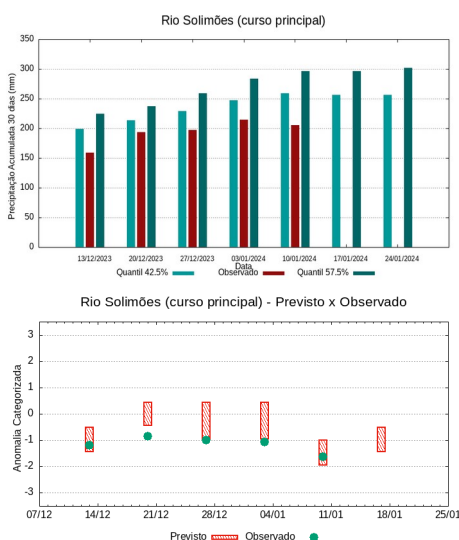 Rio Solimões (curso principal)
Precipitação Acumulada 30 dias (mm)
350
300
250
200
150
100
50
0
13/12/2023 20/12/2023 27/12/2023 03/01/2024 10/01/2024 17/01/2024 24/01/2024
Data
Quantil 42.5% Observado Quantil 57.5%
Rio Solimões (curso principal) - Previsto x Observado
Anomalia Categorizada
3
2
1
0
-1
-2
-3
07/12 14/12 21/12 28/12 04/01 11/01 18/01 25/01
Previsto Observado